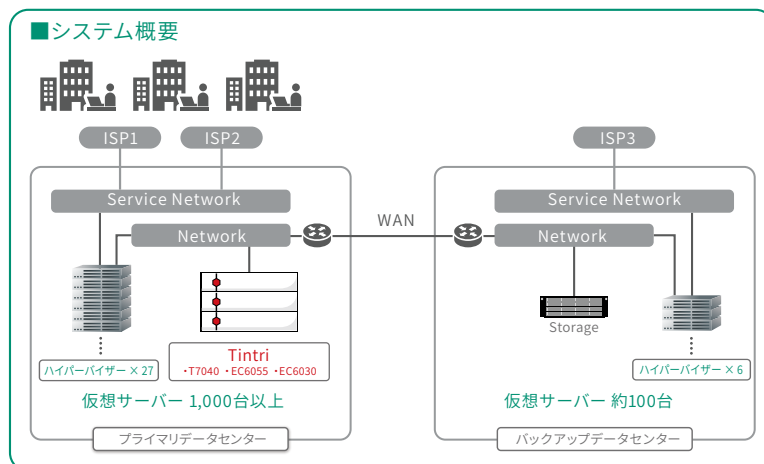 ■システム概要
ISP1
ISP2
ISP3
Service Network
Service Network
Network
WAN
Network
Storage
Tintri
・T7040 ・EC6055 ・EC6030
ハイパーバイザー × 27
ハイパーバイザー × 6
仮想サーバー 1,000台以上
仮想サーバー 約100台
プライマリデータセンター
バックアップデータセンター